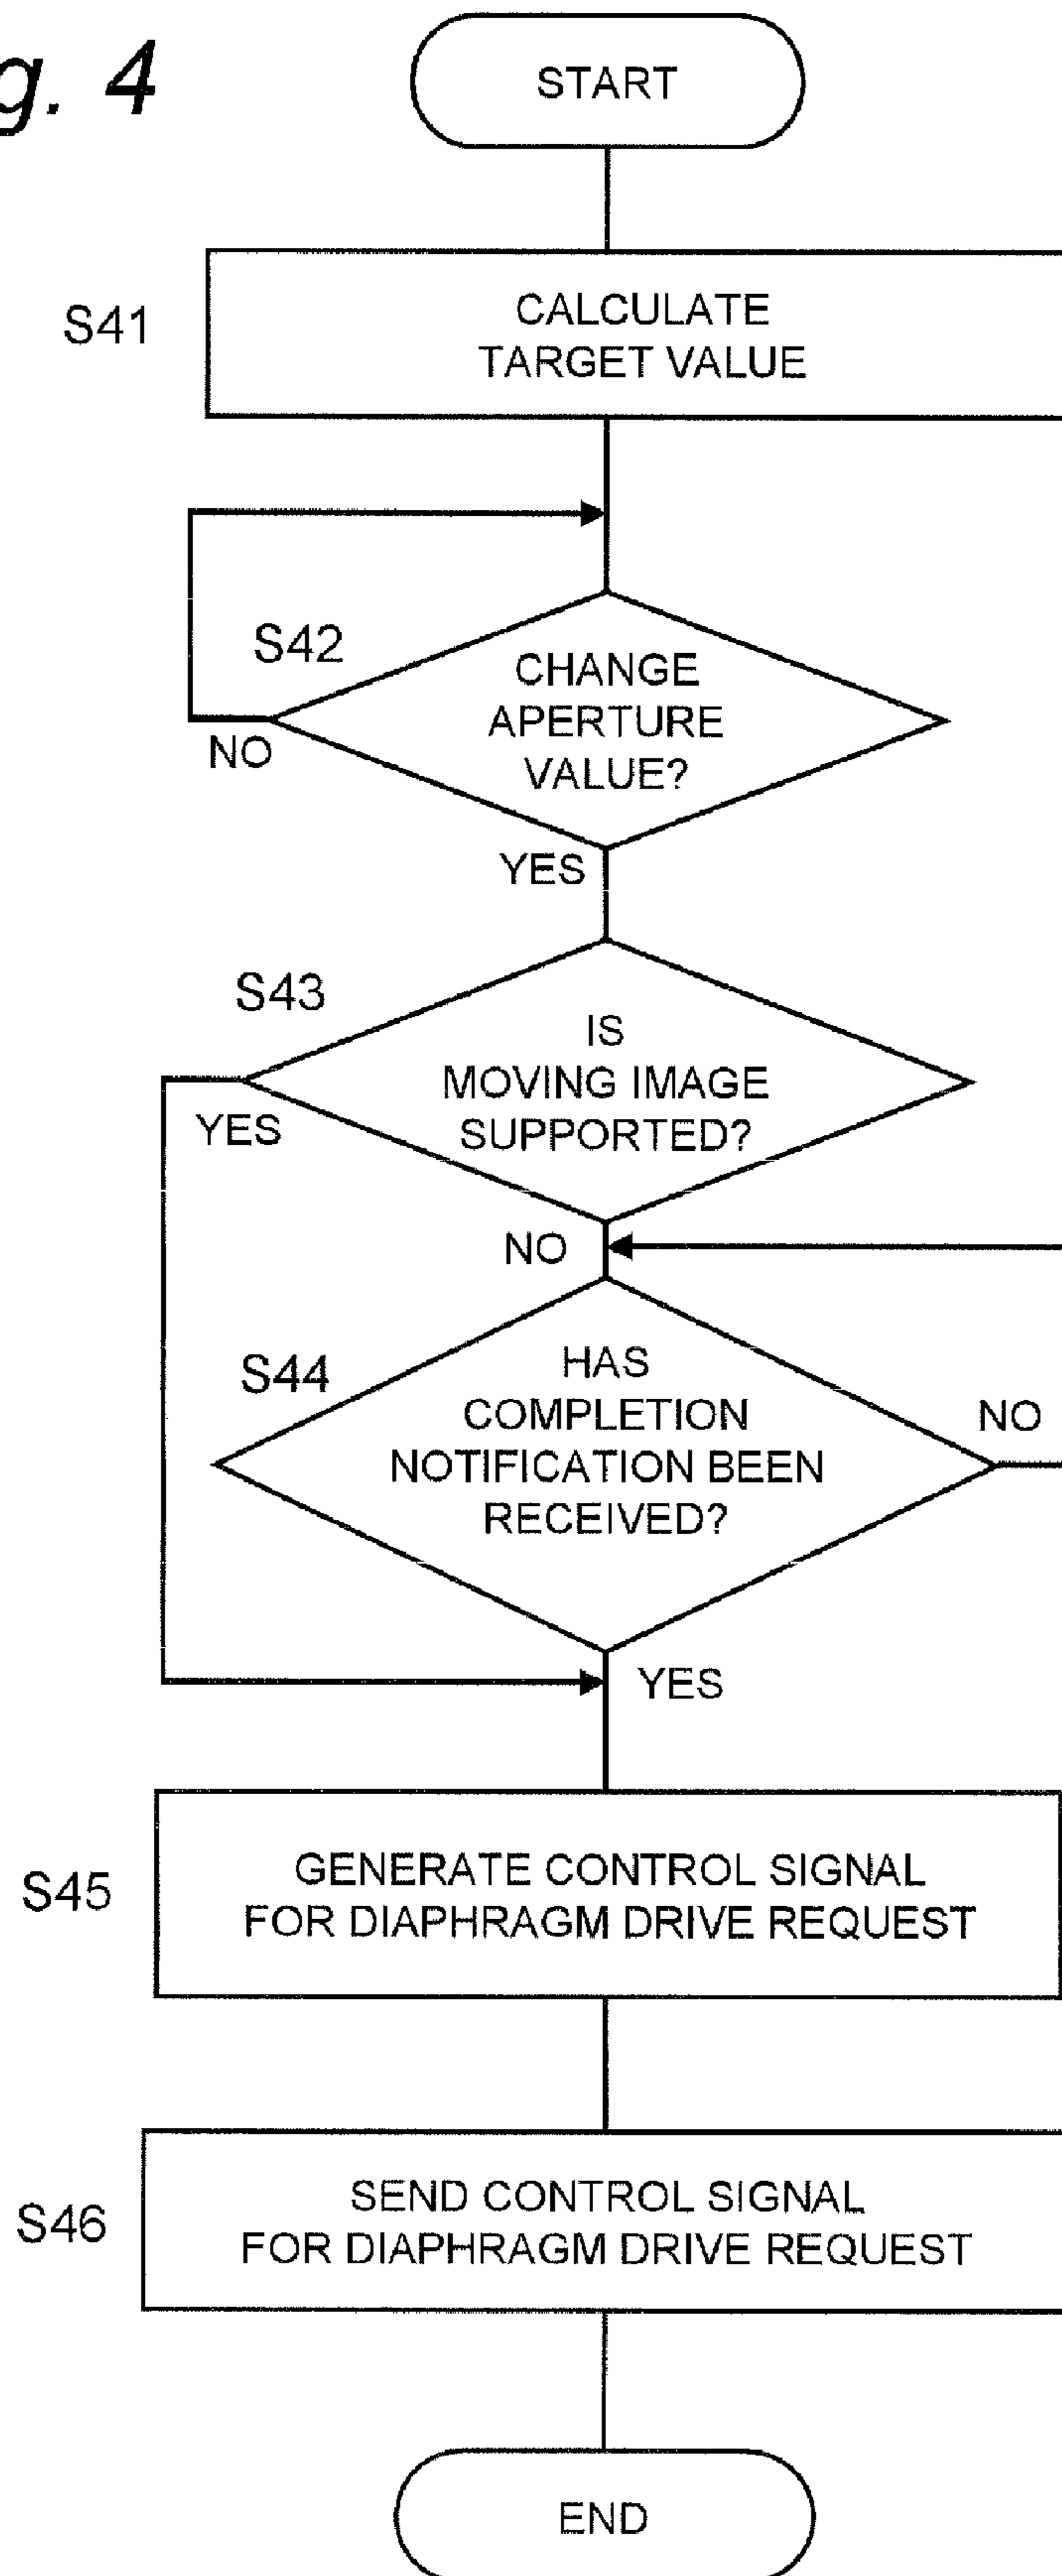 g. 4
START
S41
CALCULATE
TARGET VALUE
S42
CHANGE
APERTURE
VALUE?
NO
YES
S43
IS
MOVING IMAGE
SUPPORTED?
YES
NO
S44
HAS
COMPLETION
NOTIFICATION BEEN
RECEIVED?
NO
YES
S45
GENERATE CONTROL SIGNAL
FOR DIAPHRAGM DRIVE REQUEST
S46
SEND CONTROL SIGNAL
FOR DIAPHRAGM DRIVE REQUEST
END